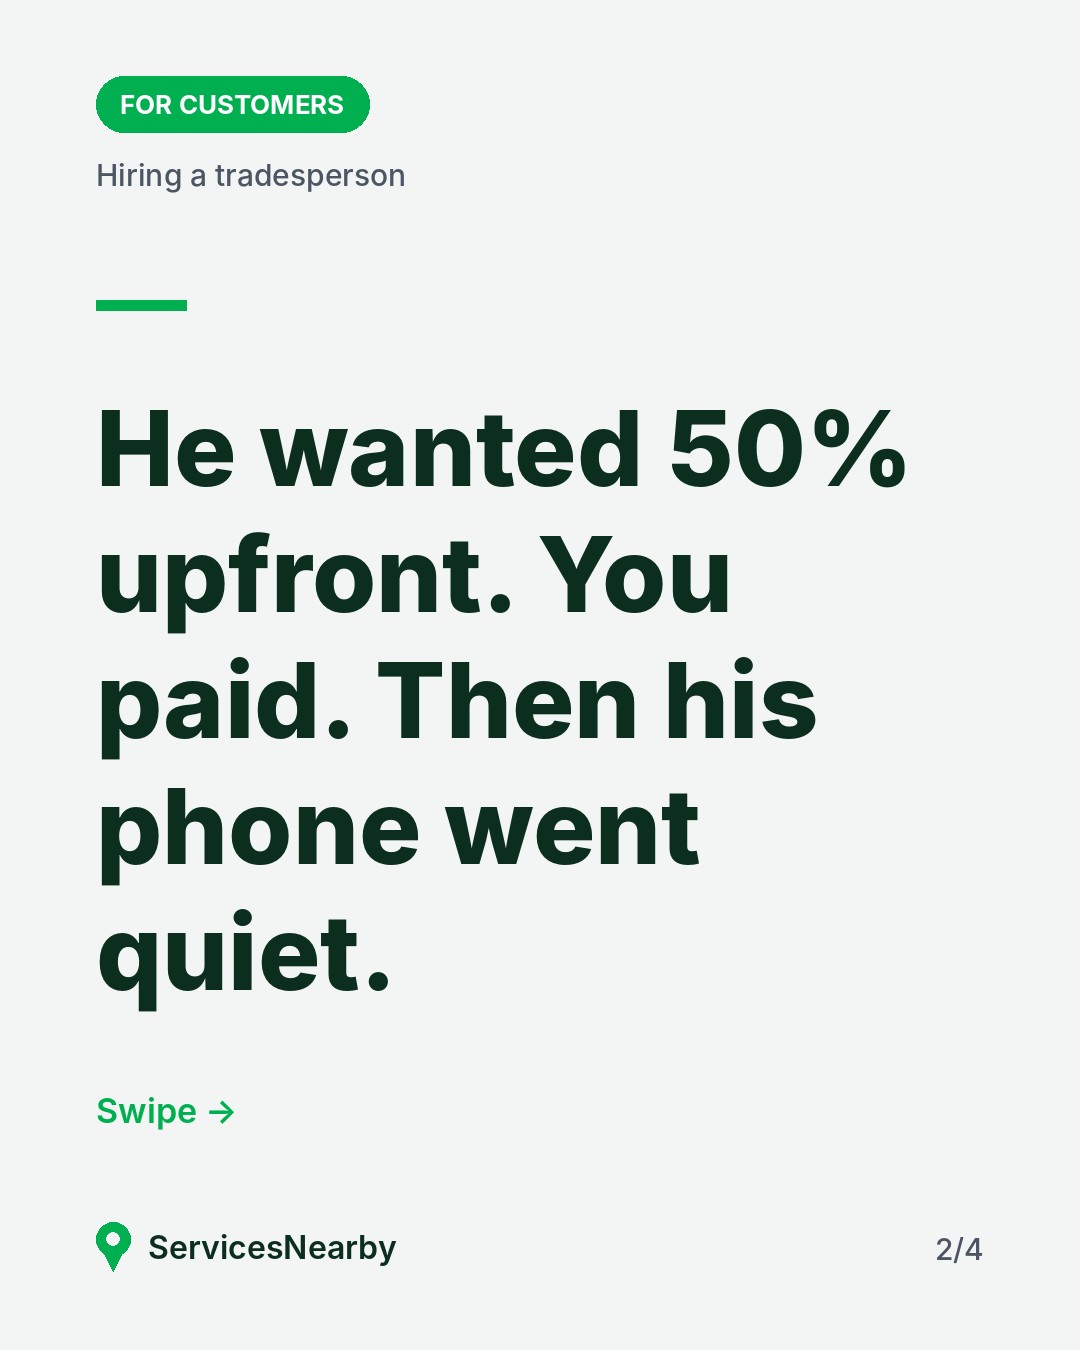 FOR CUSTOMERS
Hiring a tradesperson
He wanted 50%
upfront. You
paid. Then his
phone went
quiet.
Swipe →
ServicesNearby
2/4